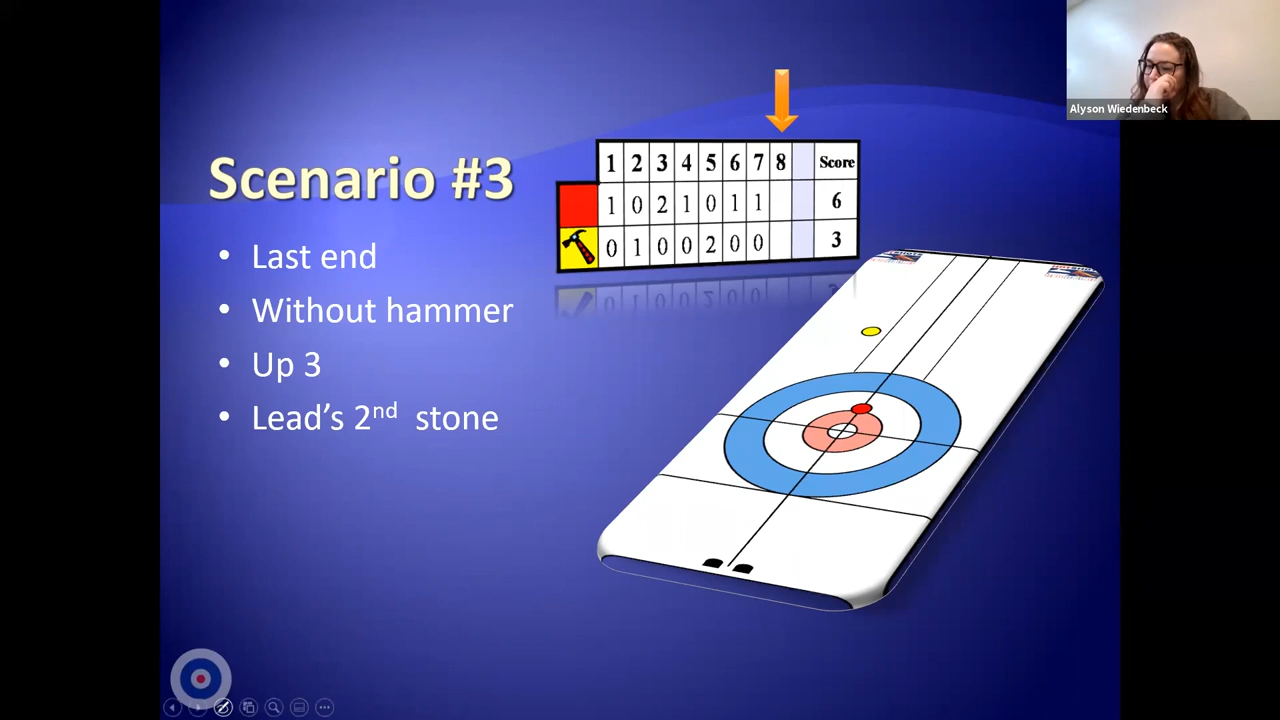 Alyson Wiedenbeck
Scenario #3
1 2 3 4 5 6 7 8 Score
1 0 2 1 0 1 1 6
0 1 0 0 2 0 0 3
• Last end
• Without hammer
• Up 3
• Lead's 2nd stone